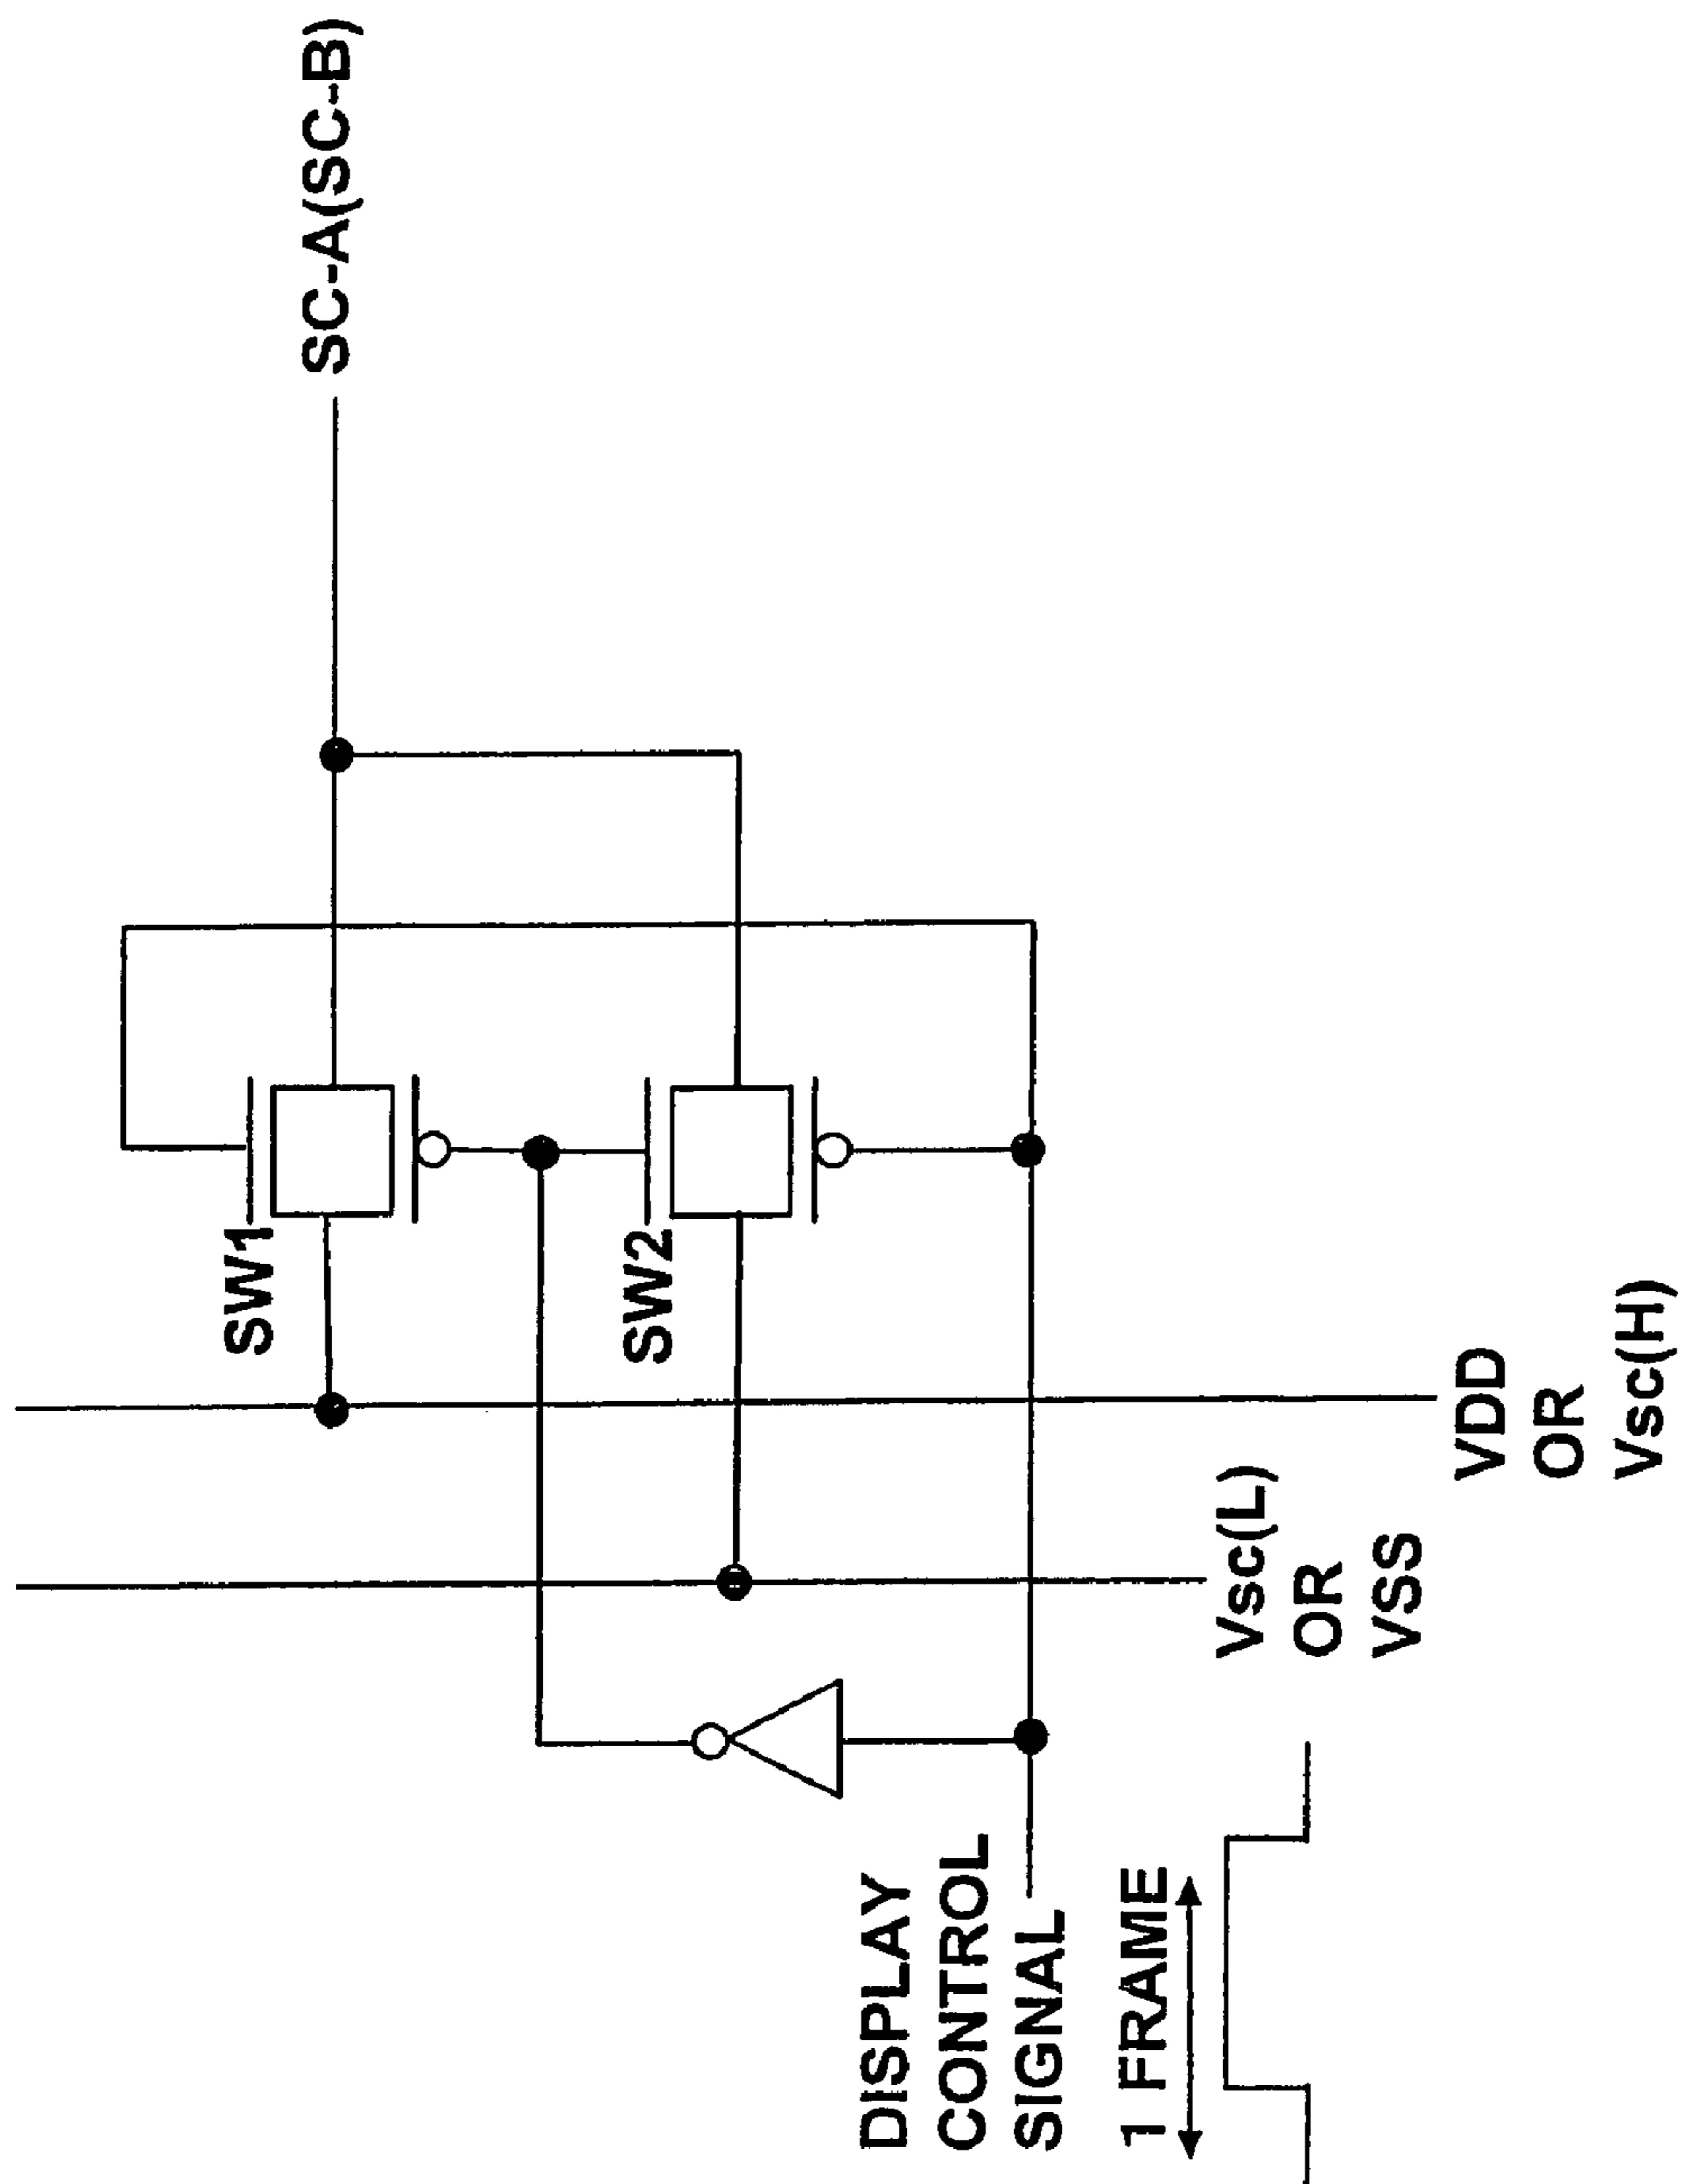 SC-A(SC-B)
SW1
SW2
DISPLAY
CONTROL
SIGNAL
1 FRAME
Vsc(L)
OR
VSS
VDD
OR
Vsc(H)